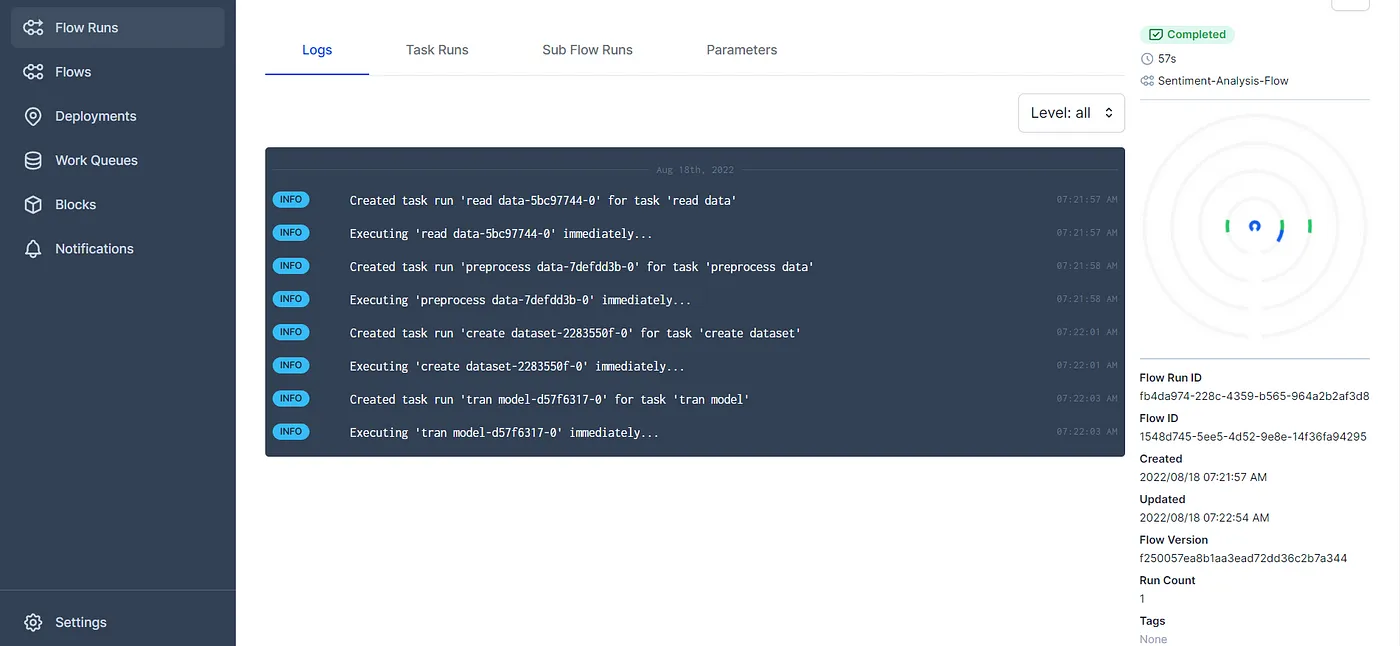 Flow Runs
Flows
Deployments
Work Queues
Blocks
Notifications
Settings
Logs Task Runs Sub Flow Runs Parameters
Level: all
Aug 18th, 2022
INFO Created task run 'read data-5bc97744-0' for task 'read data' 07:21:57 AM
INFO Executing 'read data-5bc97744-0' immediately... 07:21:57 AM
INFO Created task run 'preprocess data-7defdd3b-0' for task 'preprocess data' 07:21:58 AM
INFO Executing 'preprocess data-7defdd3b-0' immediately... 07:21:58 AM
INFO Created task run 'create dataset-2283550f-0' for task 'create dataset' 07:22:01 AM
INFO Executing 'create dataset-2283550f-0' immediately... 07:22:01 AM
INFO Created task run 'tran model-d57f6317-0' for task 'tran model' 07:22:03 AM
INFO Executing 'tran model-d57f6317-0' immediately... 07:22:03 AM
Completed
57s
Sentiment-Analysis-Flow
Flow Run ID
fb4da974-228c-4359-b565-964a2b2af3d8
Flow ID
1548d745-5ee5-4d52-9e8e-14f36fa94295
Created
2022/08/18 07:21:57 AM
Updated
2022/08/18 07:22:54 AM
Flow Version
f250057ea8b1aa3ead72dd36c2b7a344
Run Count
1
Tags
None